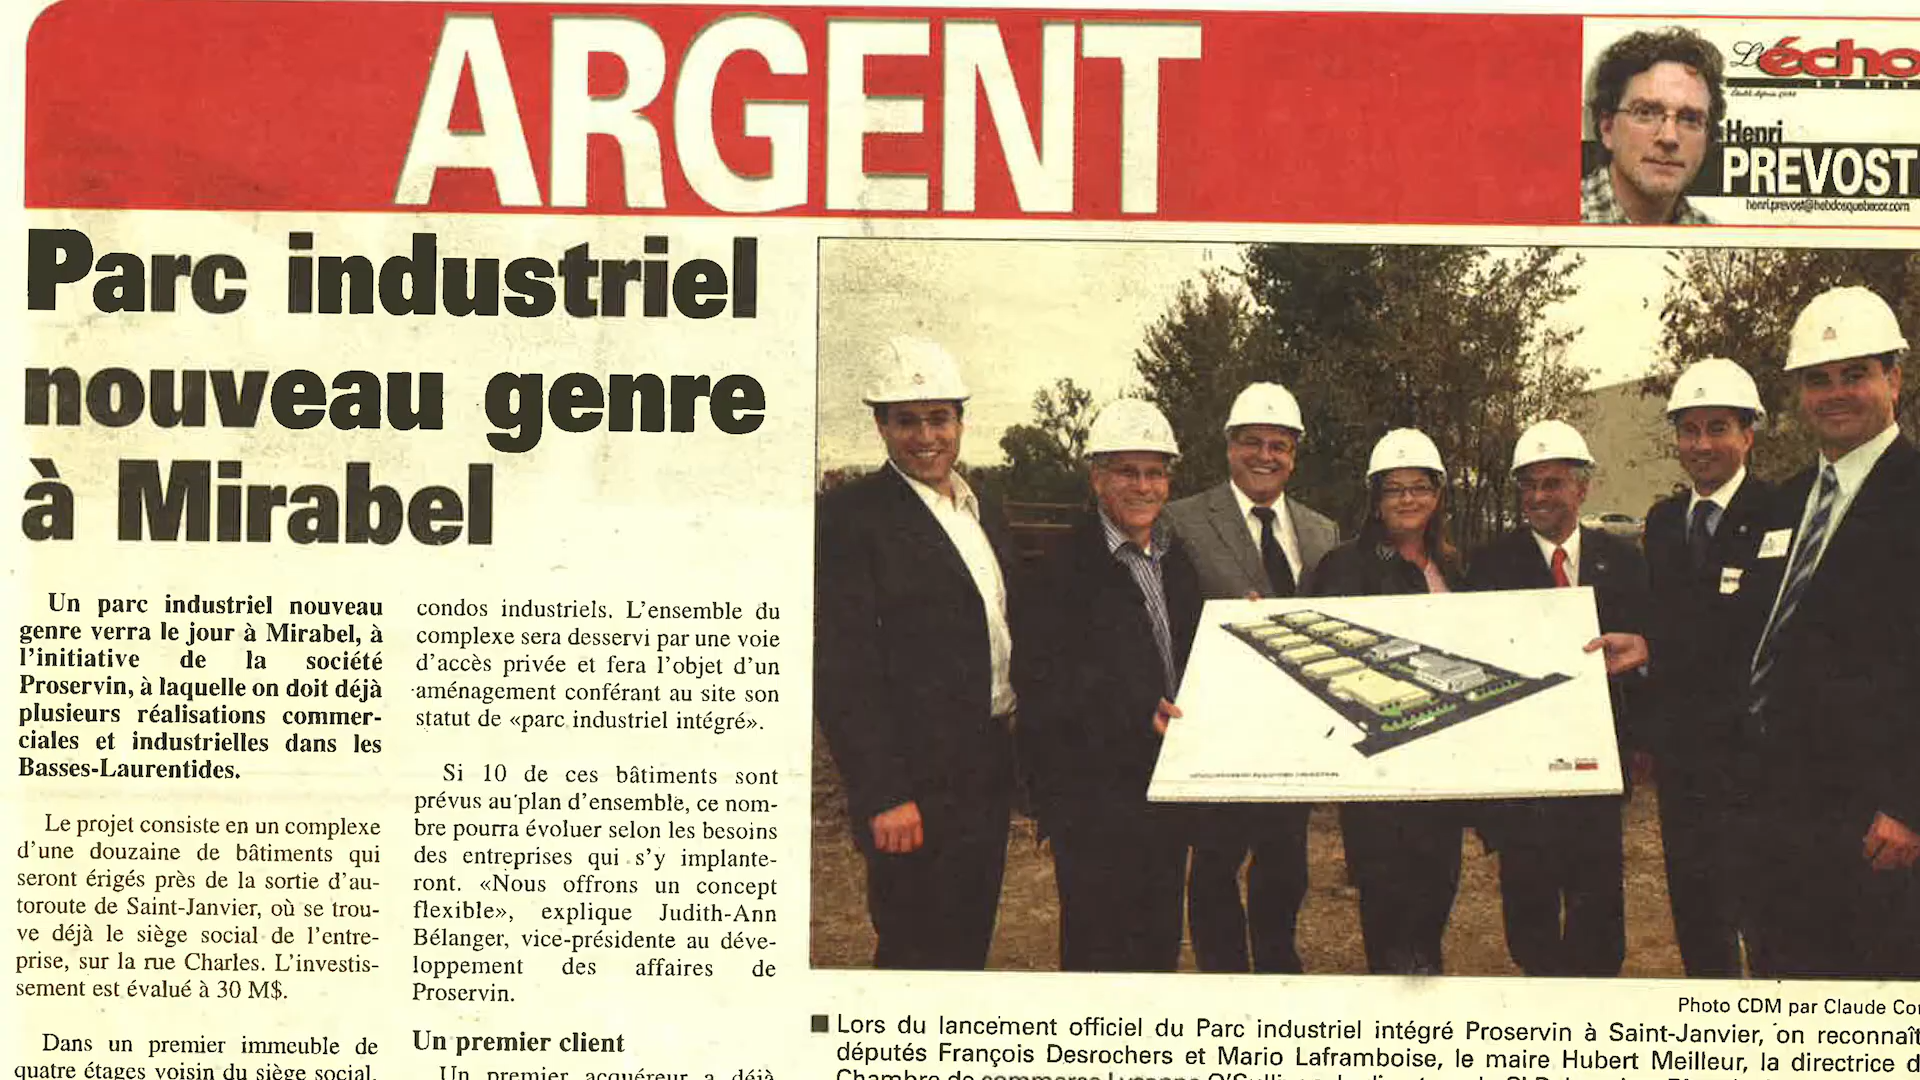 ARGENT
L'écho
Henri
PREVOST
henri.prevost@hebdosquebecor.com
Parc industriel
nouveau genre
à Mirabel
Un parc industriel nouveau
genre verra le jour à Mirabel, à
l'initiative de la société
Proservin, à laquelle on doit déjà
plusieurs réalisations commer-
ciales et industrielles dans les
Basses-Laurentides.
Le projet consiste en un complexe
d'une douzaine de bâtiments qui
seront érigés près de la sortie d'au-
toroute de Saint-Janvier, où se trou-
ve déjà le siège social de l'entre-
prise, sur la rue Charles. L'investis-
sement est évalué à 30 M$.
Dans un premier immeuble de
quatre étages voisin du siège social,
condos industriels. L'ensemble du
complexe sera desservi par une voie
d'accès privée et fera l'objet d'un
aménagement conférant au site son
statut de «parc industriel intégré».
Si 10 de ces bâtiments sont
prévus au plan d'ensemble, ce nom-
bre pourra évoluer selon les besoins
des entreprises qui s'y implante-
ront. «Nous offrons un concept
flexible», explique Judith-Ann
Bélanger, vice-présidente au déve-
loppement des affaires de
Proservin.
Un premier client
Un premier acquéreur a déjà
Photo CDM par Claude
Lors du lancement officiel du Parc industriel intégré Proservin à Saint-Janvier, on reconnaît
députés François Desrochers et Mario Laframboise, le maire Hubert Meilleur, la directrice
Chambre de commerce